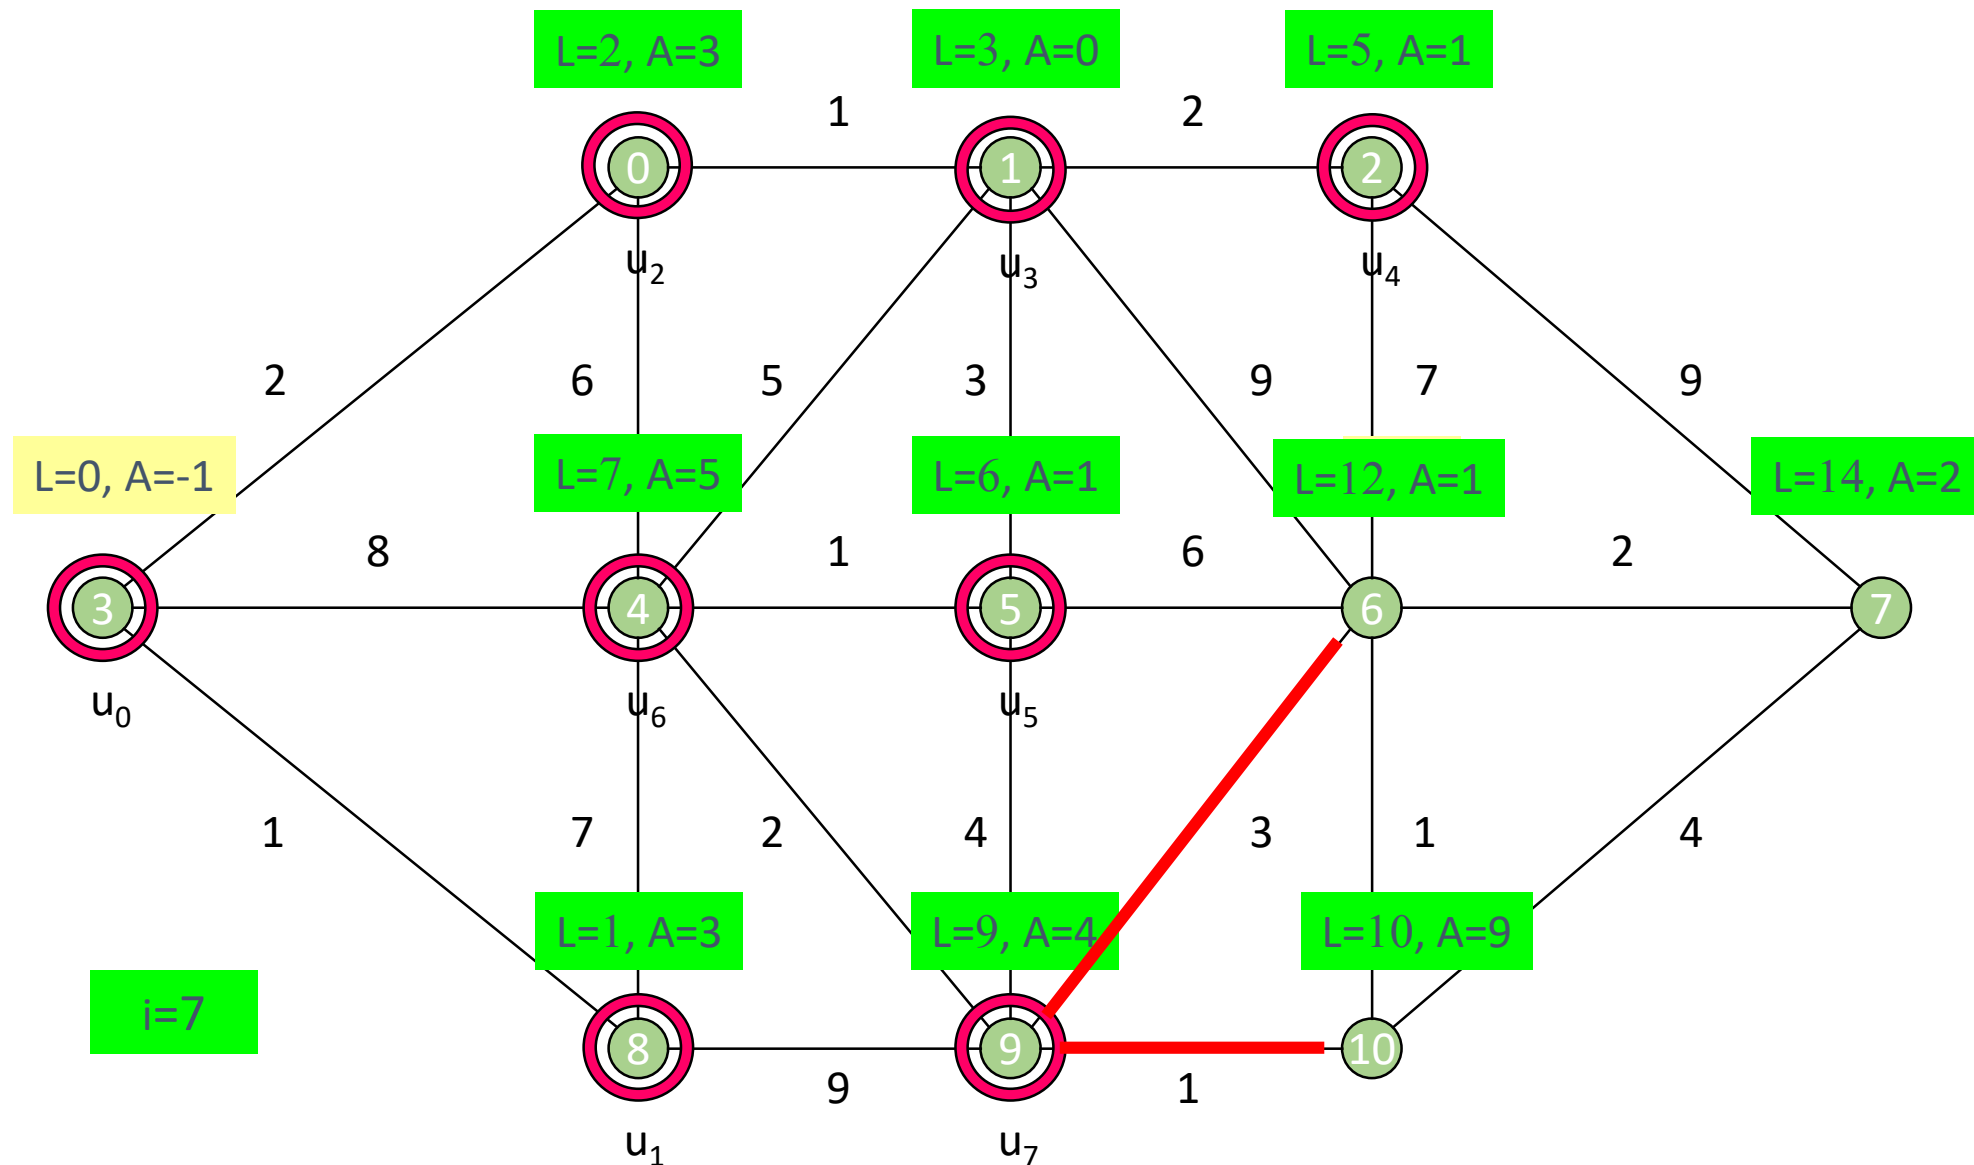 L=2, A=3
L=3, A=0
L=5, A=1
1
2
0
1
2
u2
u3
u4
2
6
5
3
9
7
9
L=0, A=-1
L=7, A=5
L=6, A=1
L=12, A=1
L=14, A=2
8
1
6
2
3
4
5
6
7
u0
u6
u5
1
7
2
4
3
1
4
L=1, A=3
L=9, A=4
L=10, A=9
i=7
8
9
10
9
1
u1
u7